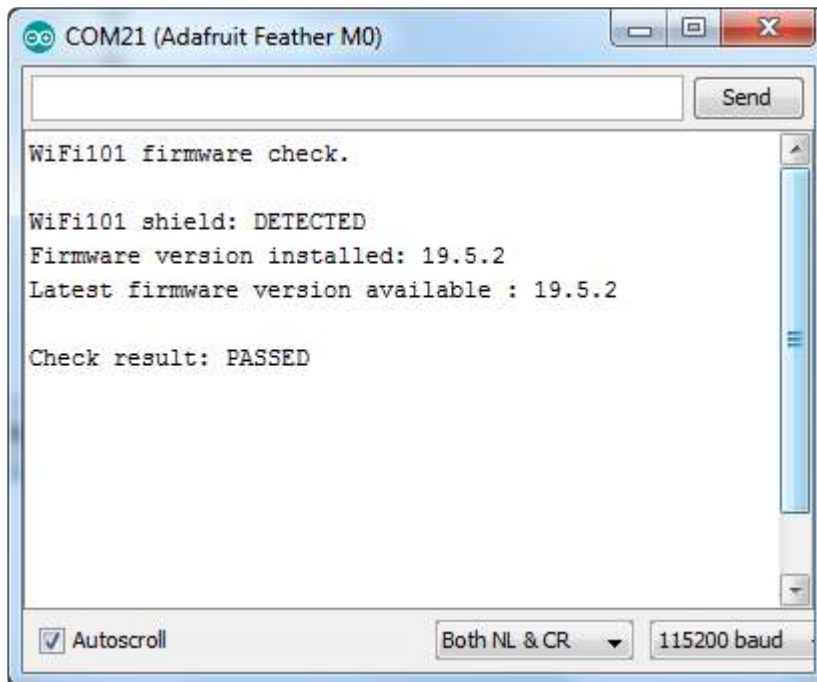 COM21 (Adafruit Feather M0)
Send
WiFi101 firmware check.
WiFi101 shield: DETECTED
Firmware version installed: 19.5.2
Latest firmware version available : 19.5.2
Check result: PASSED
Autoscroll
Both NL & CR
115200 baud